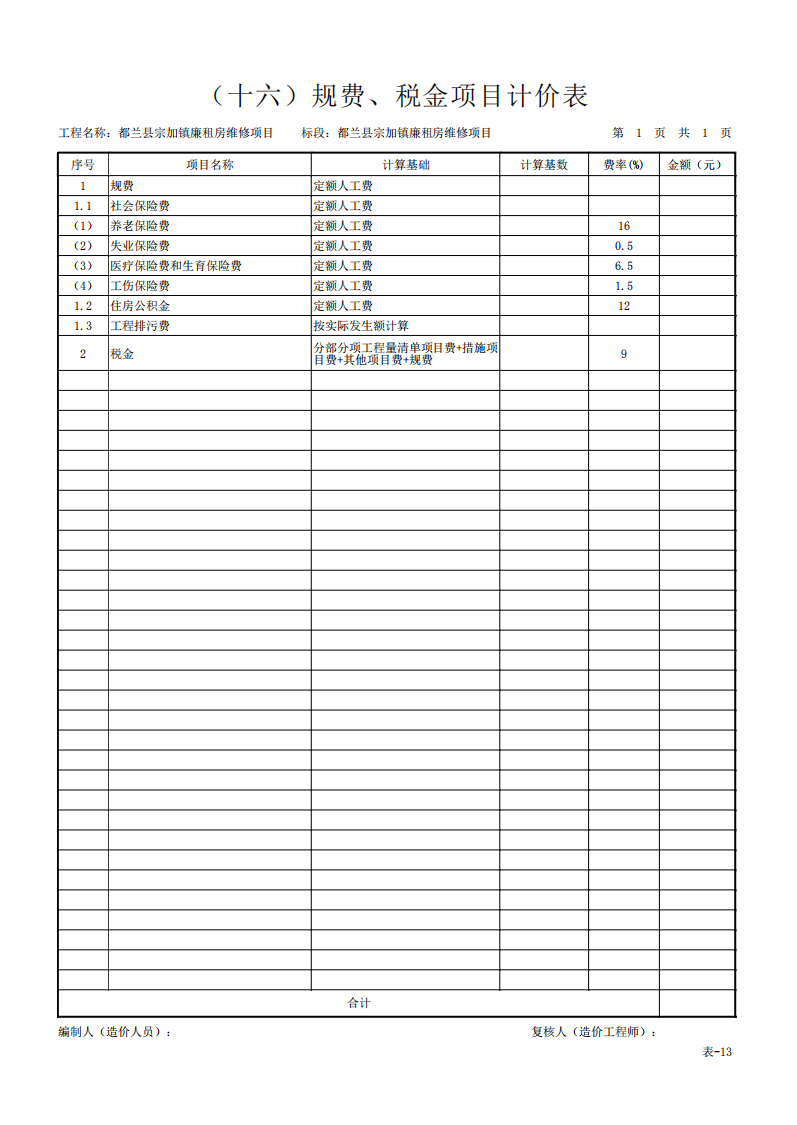 （十六）规费、税金项目计价表
工程名称：都兰县宗加镇廉租房维修项目 标段：都兰县宗加镇廉租房维修项目 第 1 页 共 1 页
序号 项目名称 计算基础 计算基数 费率(%) 金额（元）
1 规费 定额人工费
1.1 社会保险费 定额人工费
（1） 养老保险费 定额人工费 16
（2） 失业保险费 定额人工费 0.5
（3） 医疗保险费和生育保险费 定额人工费 6.5
（4） 工伤保险费 定额人工费 1.5
1.2 住房公积金 定额人工费 12
1.3 工程排污费 按实际发生额计算
2 税金 分部分项工程量清单项目费+措施项 9
目费+其他项目费+规费
合计
编制人（造价人员）： 复核人（造价工程师）：
表-13